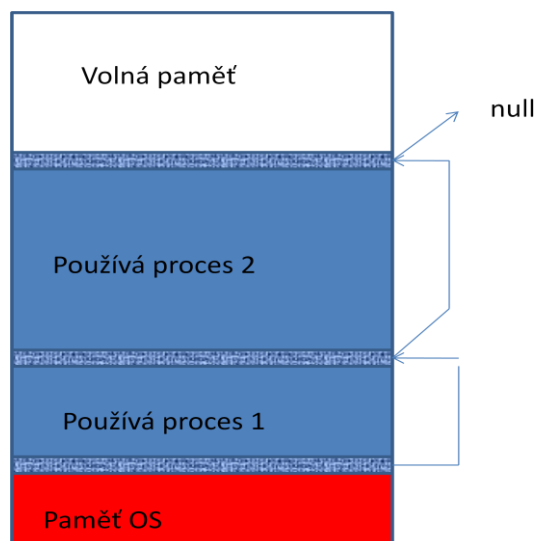 Volná paměť
null
Používá proces 2
Používá proces 1
Paměť OS